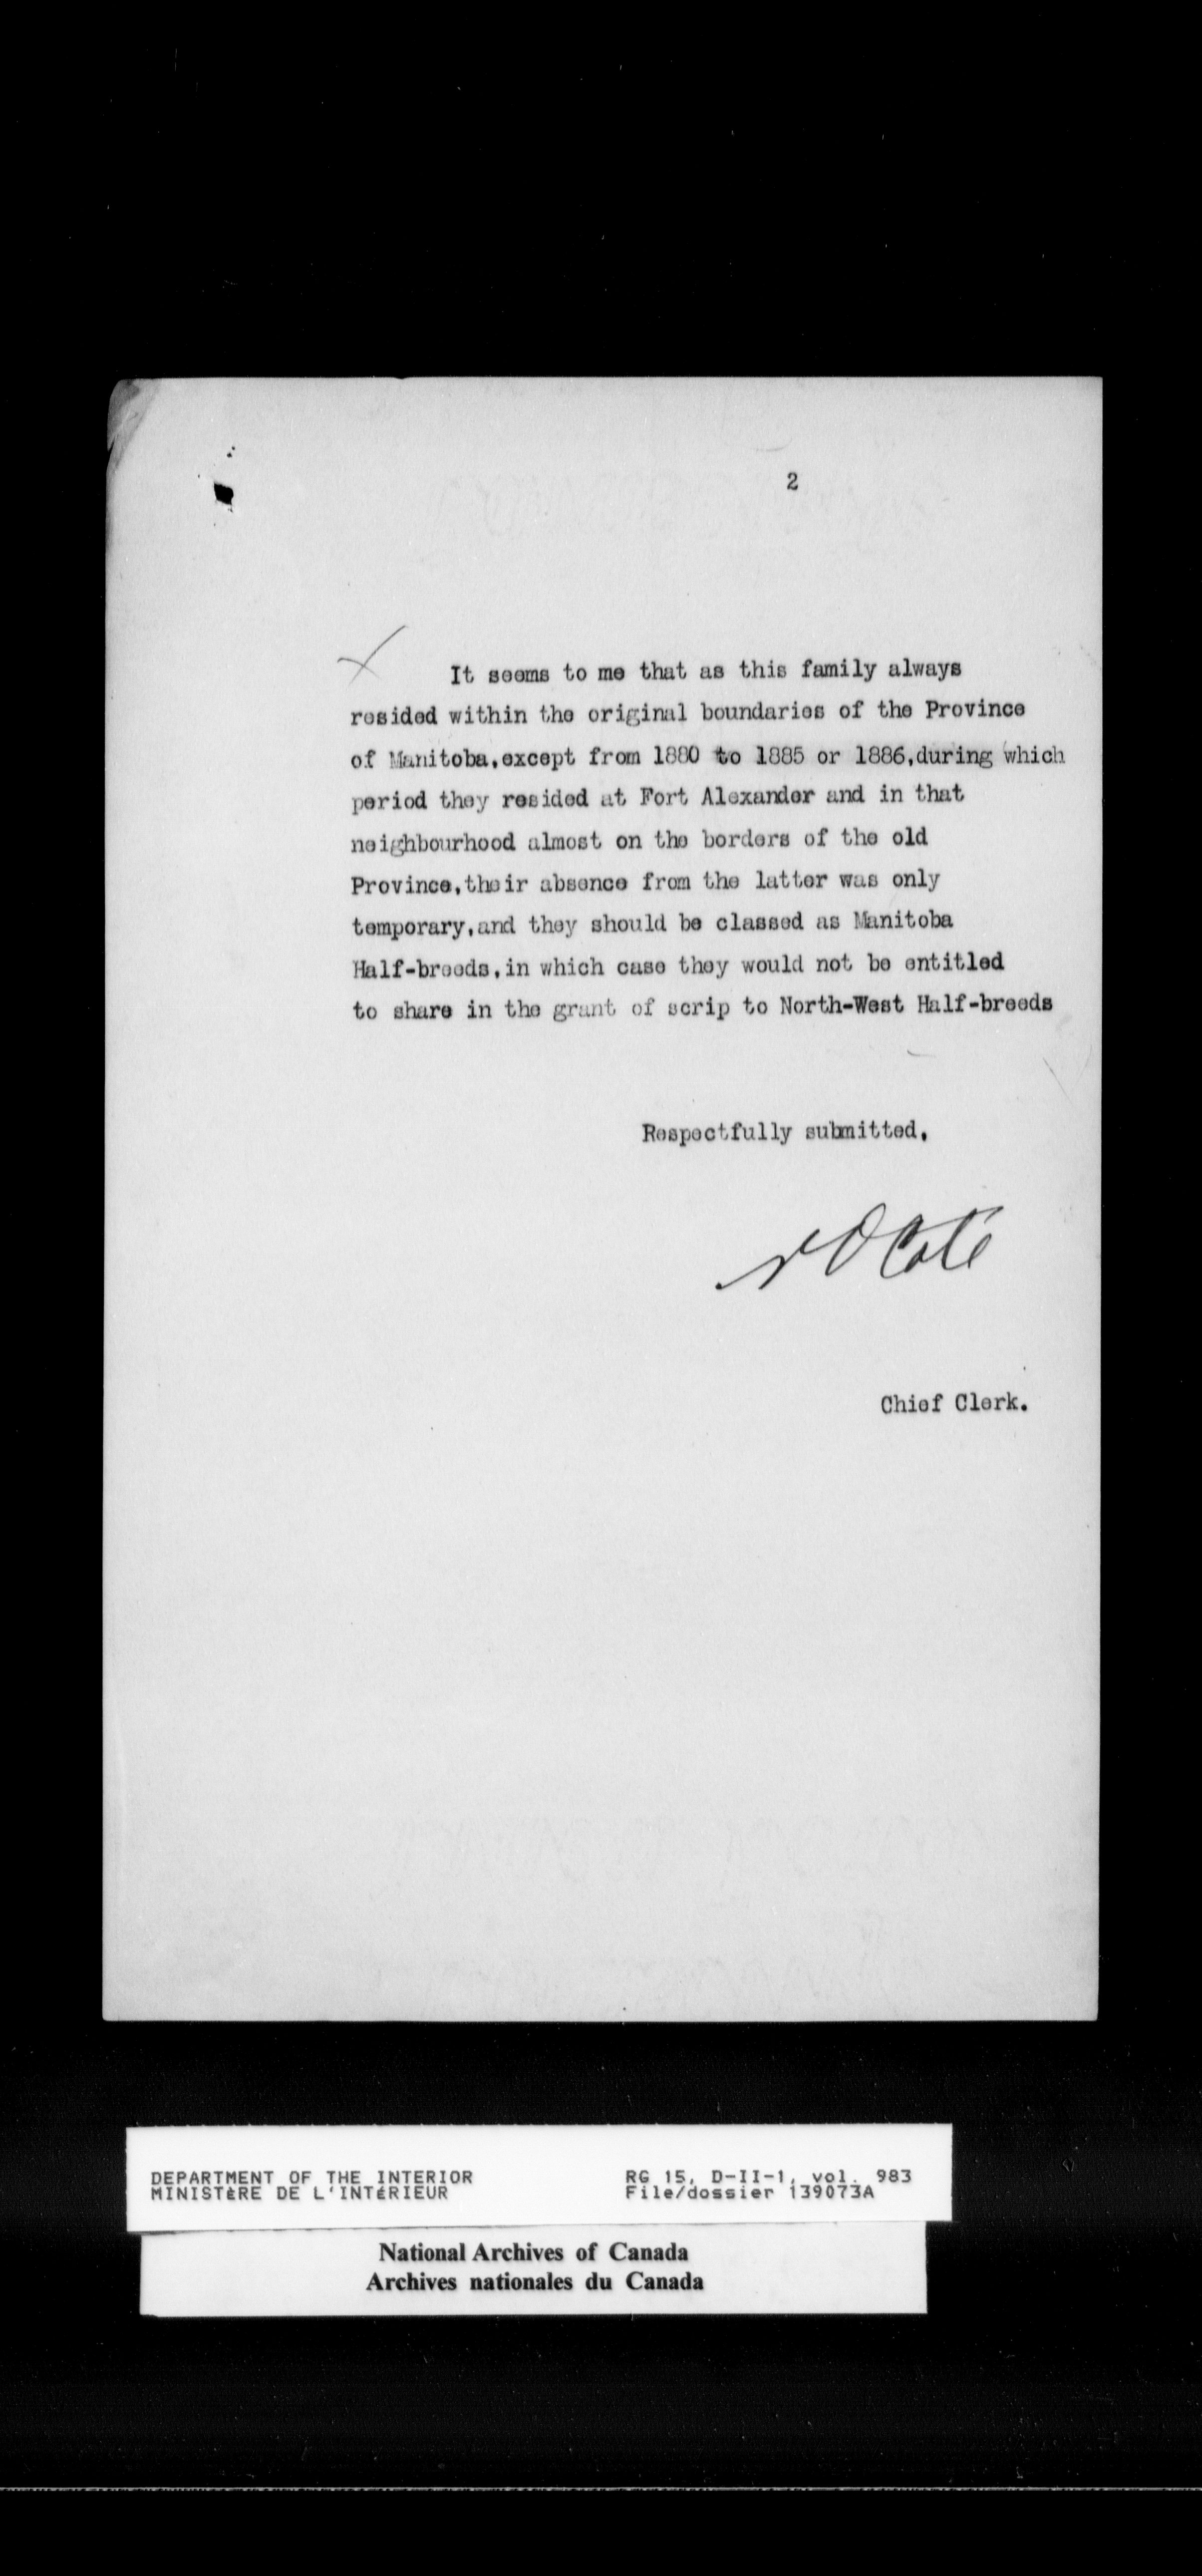 2
It seems to me that as this family always
resided within the original boundaries of the Province
of Manitoba,except from 1880 to 1885 or 1886,during which
period they resided at Fort Alexander and in that
neighbourhood almost on the borders of the old
Province,their absence from the latter was only
temporary,and they should be classed as Manitoba
Half-breeds,in which case they would not be entitled
to share in the grant of scrip to North-West Half-breeds
Respectfully submitted,
N O Coté
Chief Clerk.
DEPARTMENT OF THE INTERIOR RG 15, D-II-1, vol. 983
MINISTÈRE DE L'INTÉRIEUR File/dossier 139073A
National Archives of Canada
Archives nationales du Canada